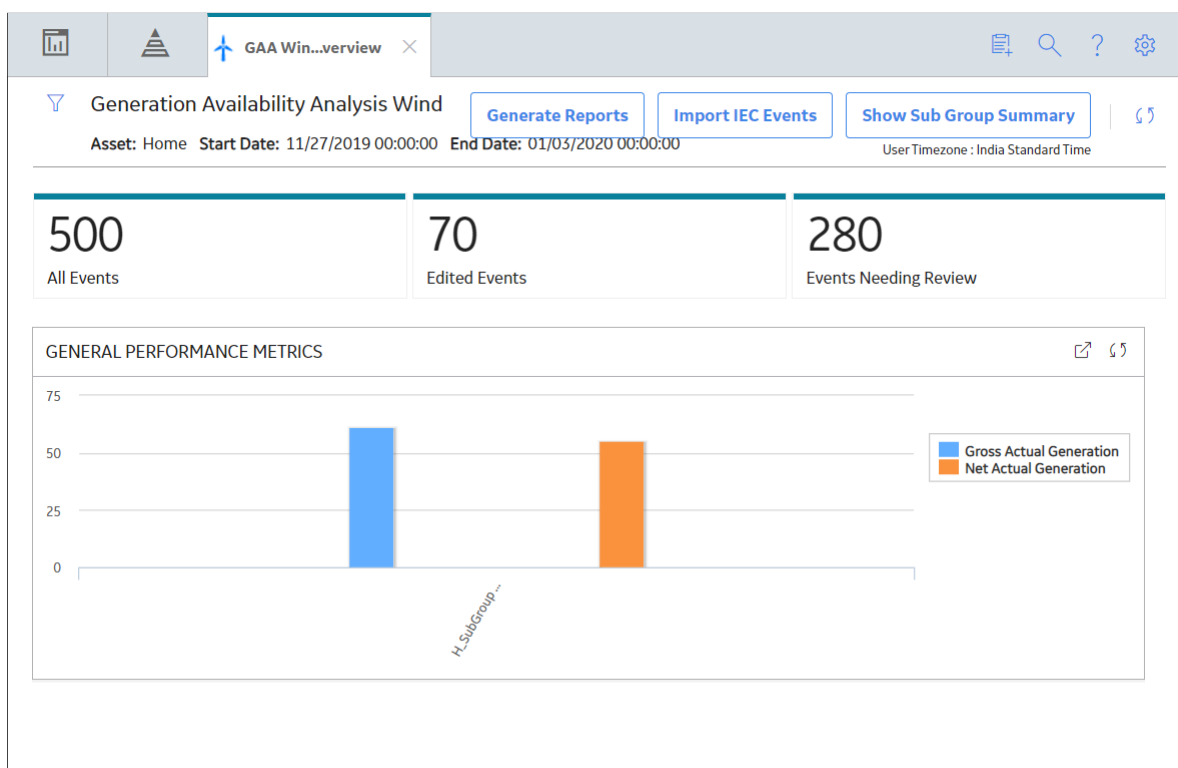 GAA Win...verview
Generation Availability Analysis Wind
Generate Reports
Import IEC Events
Show Sub Group Summary
Asset: Home Start Date: 11/27/2019 00:00:00 End Date: 01/03/2020 00:00:00
User Timezone : India Standard Time
500
All Events
70
Edited Events
280
Events Needing Review
GENERAL PERFORMANCE METRICS
75
50
25
0
H_SubGroup ...
Gross Actual Generation
Net Actual Generation